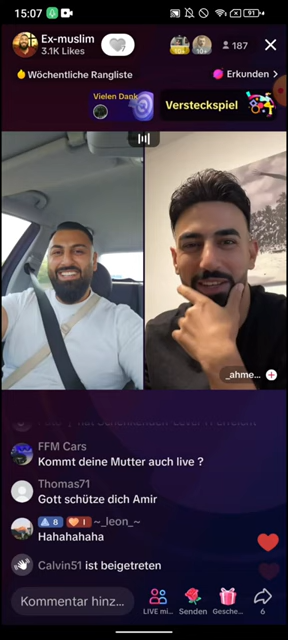 15:07
91
Ex-muslim
3.1K Likes
187
Wöchentliche Rangliste
Erkunden >
Vielen Dank
Versteckspiel
_ahme...
FFM Cars
Kommt deine Mutter auch live ?
Thomas71
Gott schütze dich Amir
8 1 ~_leon_~
Hahahahaha
Calvin51 ist beigetreten
Kommentar hinz...
LIVE mi... Senden Gesche... 6